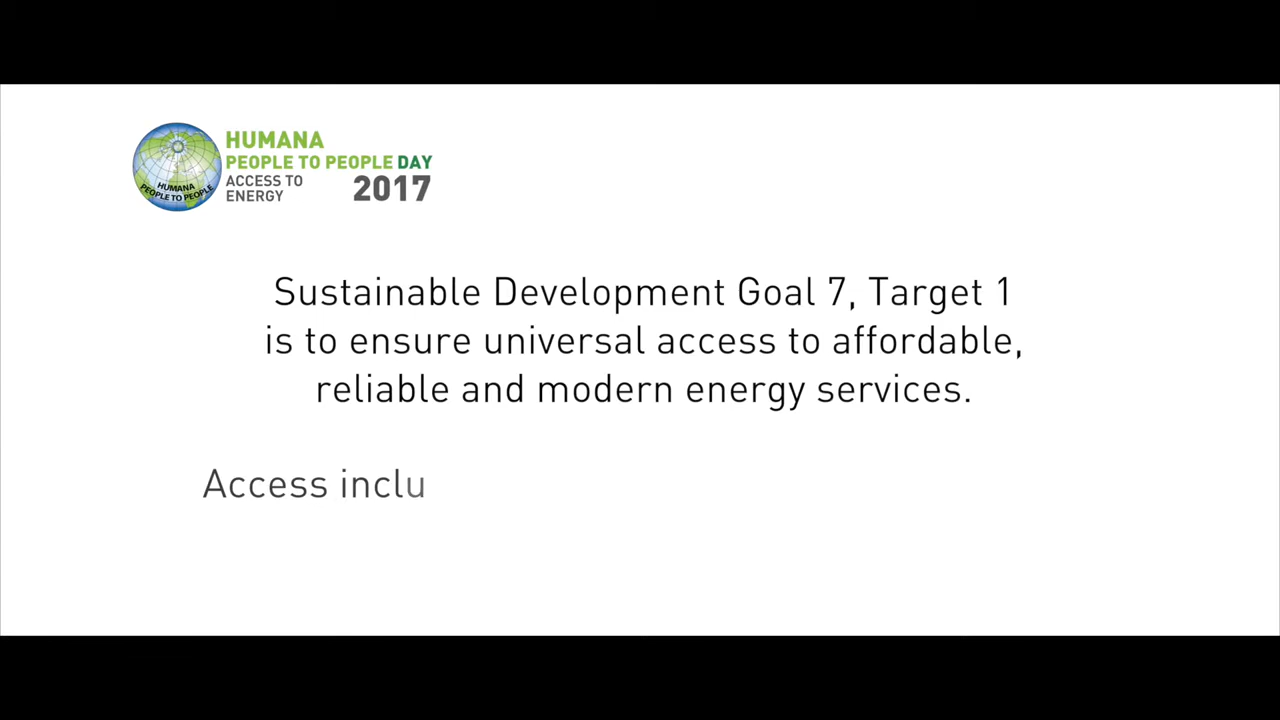 HUMANA
PEOPLE TO PEOPLE DAY
ACCESS TO
ENERGY
2017
HUMANA
PEOPLE TO PEOPLE
Sustainable Development Goal 7, Target 1
is to ensure universal access to affordable,
reliable and modern energy services.
Access inclu